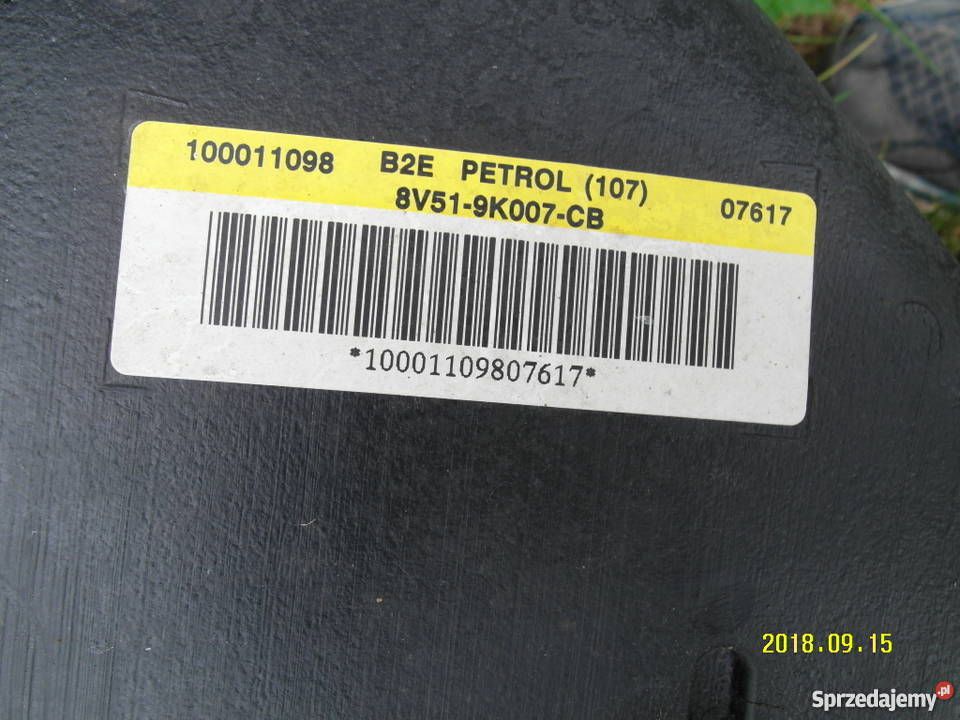 100011098 B2E PETROL (107) 07617
8V51-9K007-CB
*10001109807617*
2018.09.15
Sprzedajemy.pl